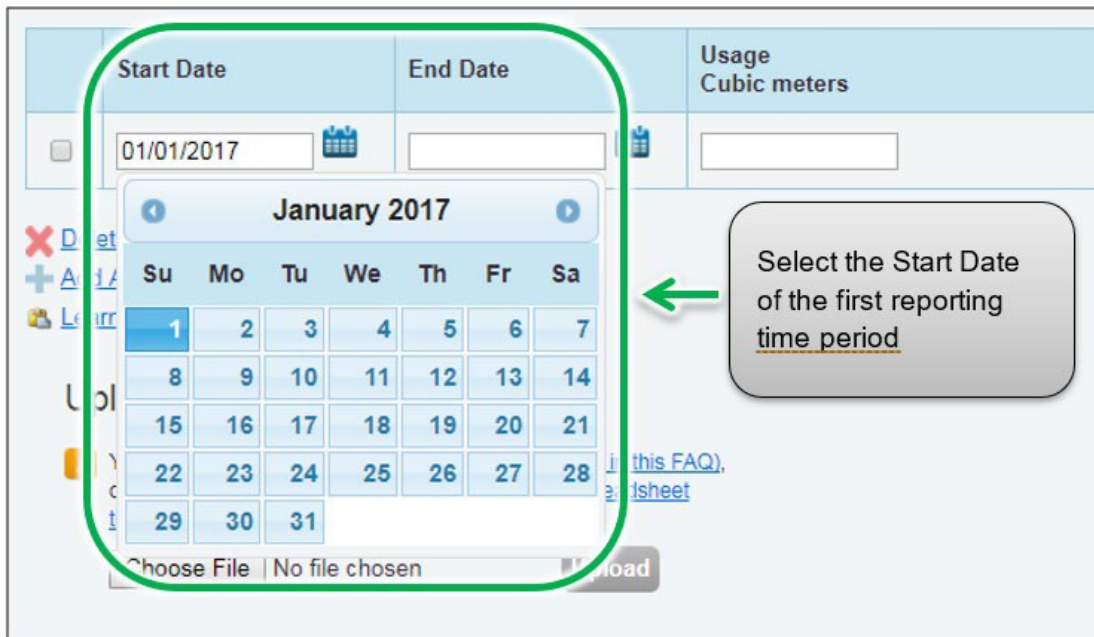 Start Date End Date Usage
Cubic meters
01/01/2017
January 2017
Su Mo Tu We Th Fr Sa
1 2 3 4 5 6 7
8 9 10 11 12 13 14
15 16 17 18 19 20 21
22 23 24 25 26 27 28
29 30 31
Select the Start Date
of the first reporting
time period
in this FAQ),
Choose File No file chosen